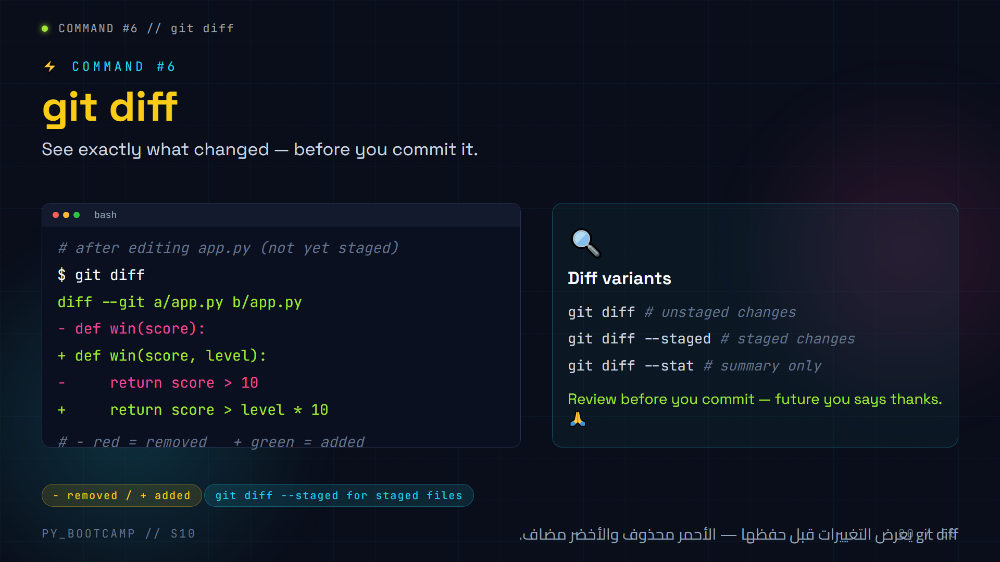 COMMAND #6 // git diff
⚡ COMMAND #6
git diff
See exactly what changed — before you commit it.
bash
# after editing app.py (not yet staged)
$ git diff
diff --git a/app.py b/app.py
- def win(score):
+ def win(score, level):
-     return score > 10
+     return score > level * 10
# - red = removed   + green = added
Diff variants
git diff # unstaged changes
git diff --staged # staged changes
git diff --stat # summary only
Review before you commit — future you says thanks. 🙏
- removed / + added
git diff --staged for staged files
PY_BOOTCAMP // S10
git diff يعرض التغييرات قبل حفظها — الأحمر محذوف والأخضر مضاف.